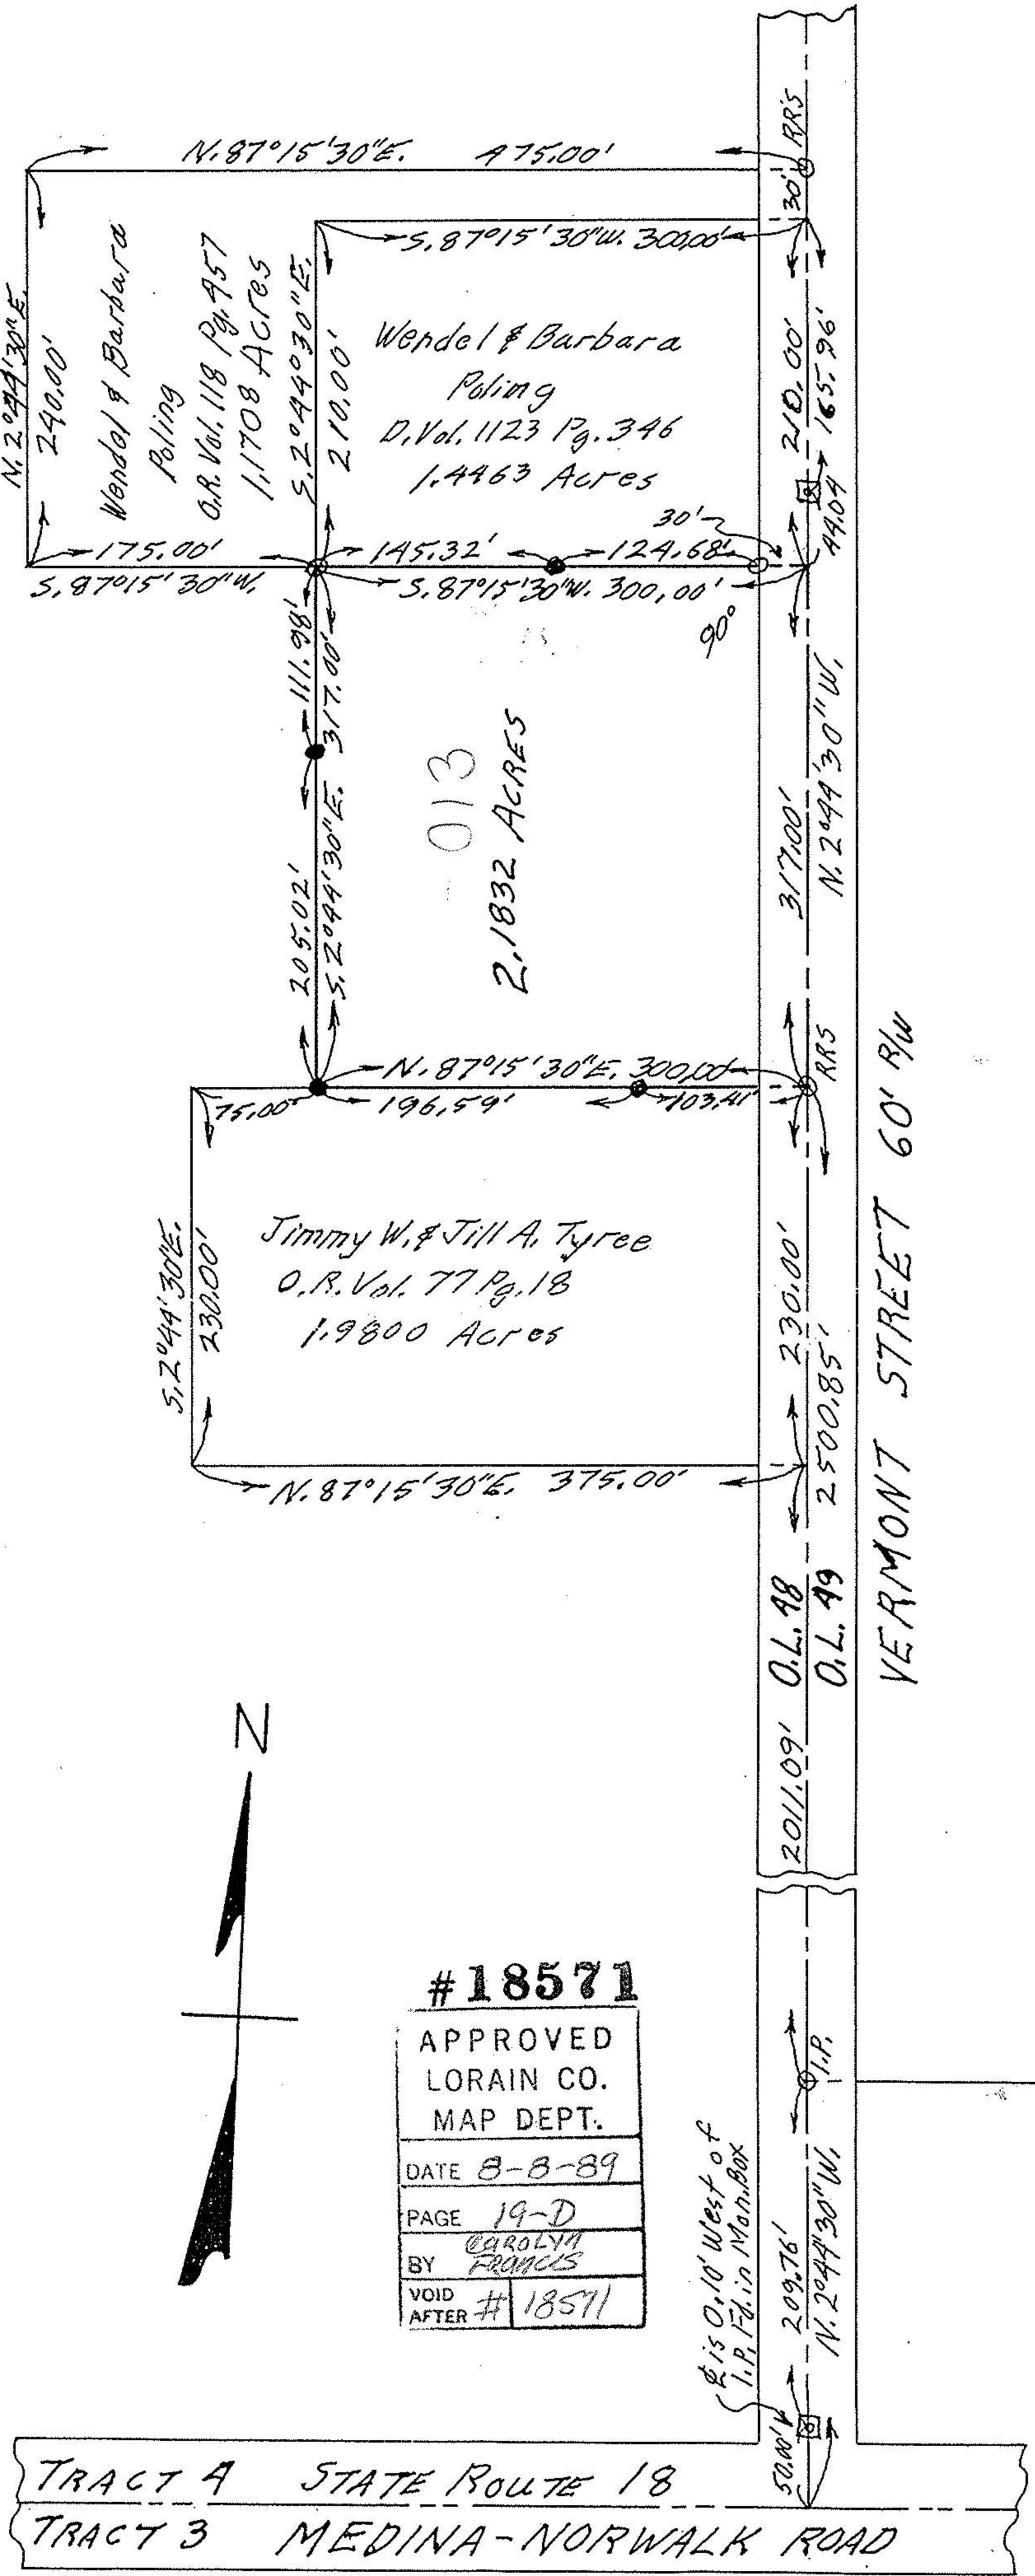 N. 87°15'30"E. 475.00'
RRS
30'
N. 2°44'30"E.
240.00'
Wendel & Barbara
Poling
O.R. Vol. 118 Pg. 457
1.1708 Acres
S. 2°44'30"E.
210.00'
S. 87°15'30"W. 300.00'
Wendel & Barbara
Poling
D. Vol. 1123 Pg. 346
1.4463 Acres
210.00'
165.96'
44.04
30'
175.00'
145.32'
124.68'
S. 87°15'30"W.
S. 87°15'30"W. 300.00'
90°
111.98'
317.00'
205.02'
S. 2°44'30"E.
013
2.1832 ACRES
317.00'
N. 2°44'30"W.
N. 87°15'30"E. 300.00
RRS
75.00'
196.59'
103.41'
S. 2°44'30"E.
230.00'
Jimmy W. & Jill A. Tyree
O.R. Vol. 77 Pg. 18
1.9800 Acres
230.00'
2500.85'
N. 87°15'30"E. 375.00'
O.L. 48
O.L. 49
VERMONT STREET 60' R/W
2011.09'
N
#18571
APPROVED
LORAIN CO.
MAP DEPT.
DATE 8-8-89
PAGE 19-D
BY CAROLYN
FRANCIS
VOID
AFTER # 18571
I.P.
℄ is 0.10' West of
I.P. Fd. in Mon. Box
209.76'
N. 2°44'30"W.
50.00'
TRACT 4 STATE ROUTE 18
TRACT 3 MEDINA-NORWALK ROAD